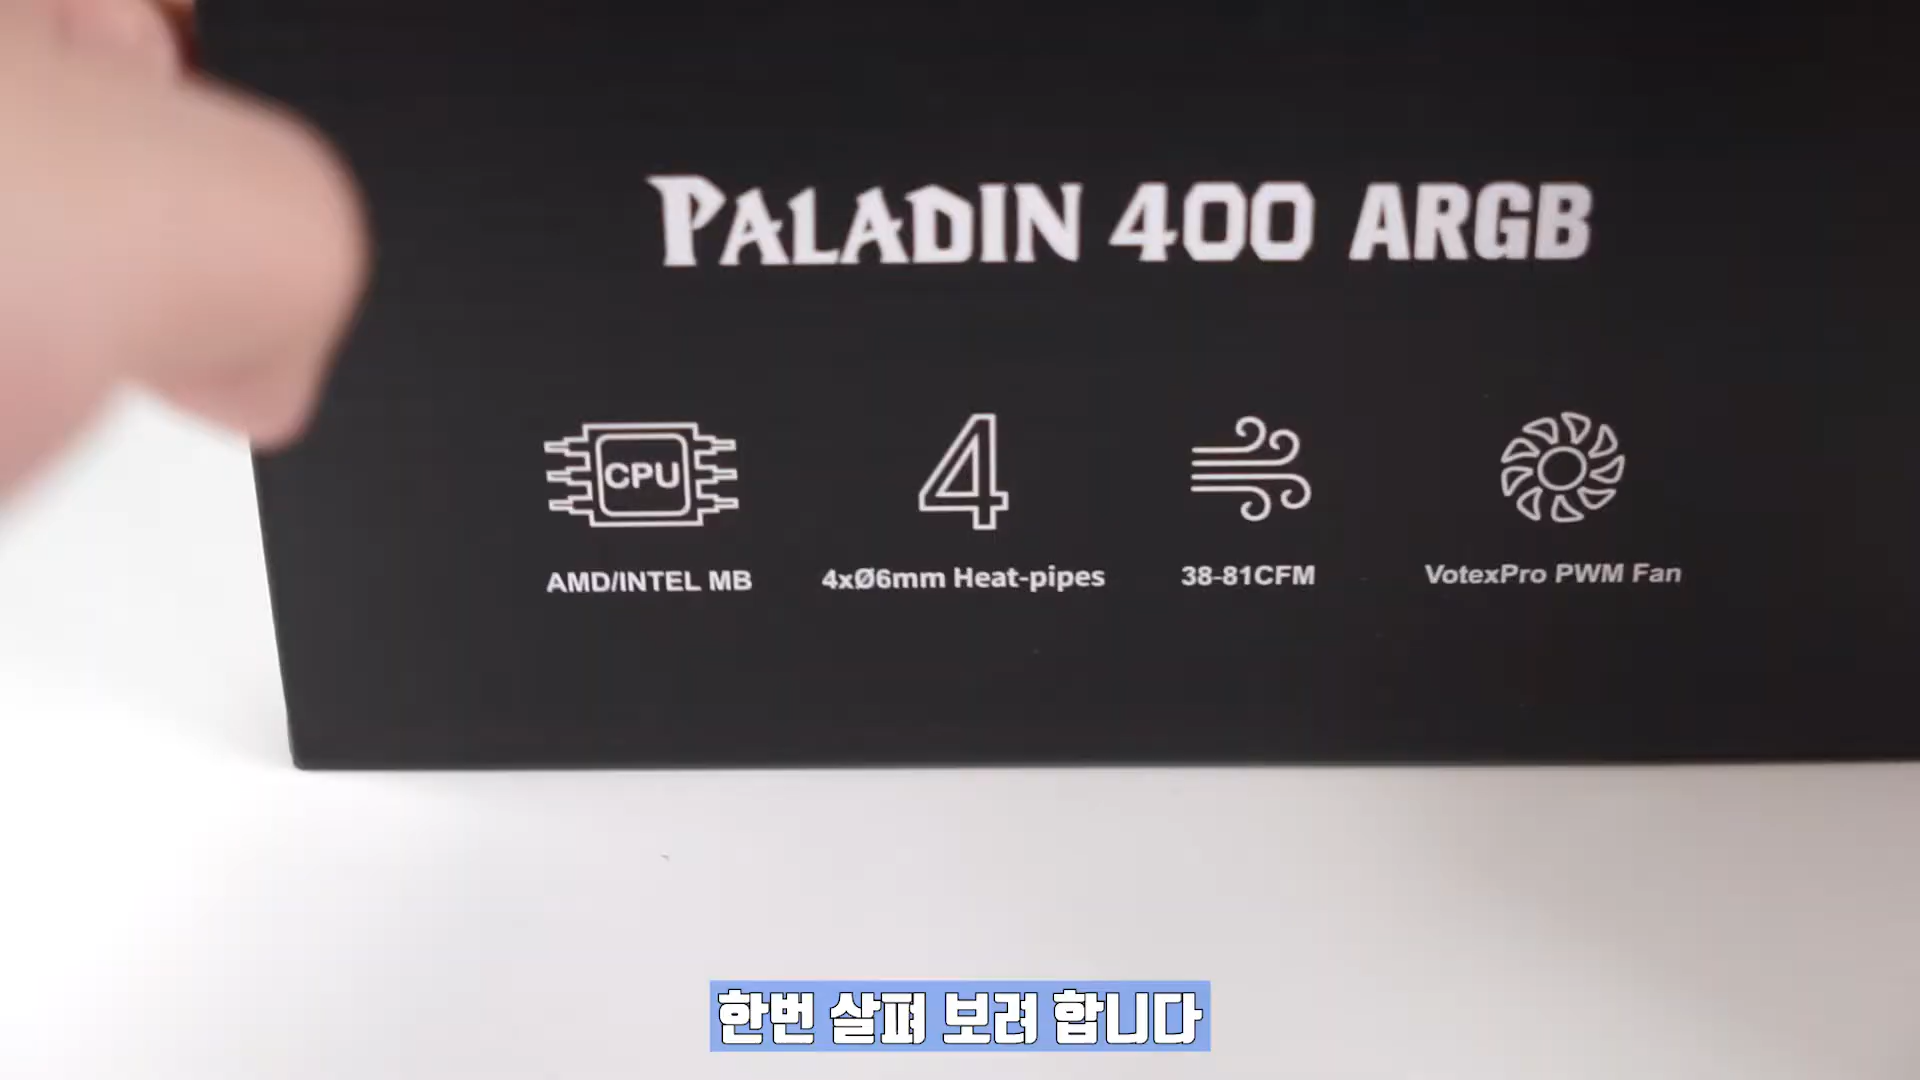 PALADIN 400 ARGB
CPU
4
AMD/INTEL MB
4xØ6mm Heat-pipes
38-81CFM
VotexPro PWM Fan
한번 살펴 보려 합니다